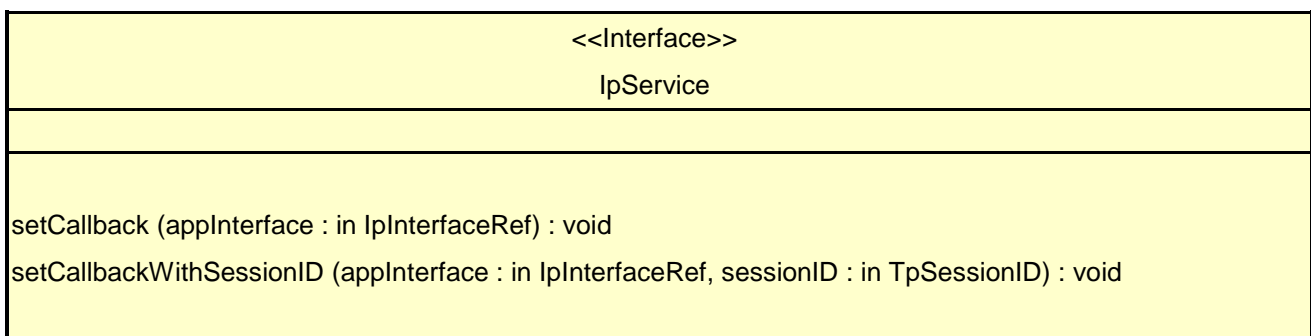 <<Interface>>
IpService
setCallback (appInterface : in IpInterfaceRef) : void
setCallbackWithSessionID (appInterface : in IpInterfaceRef, sessionID : in TpSessionID) : void